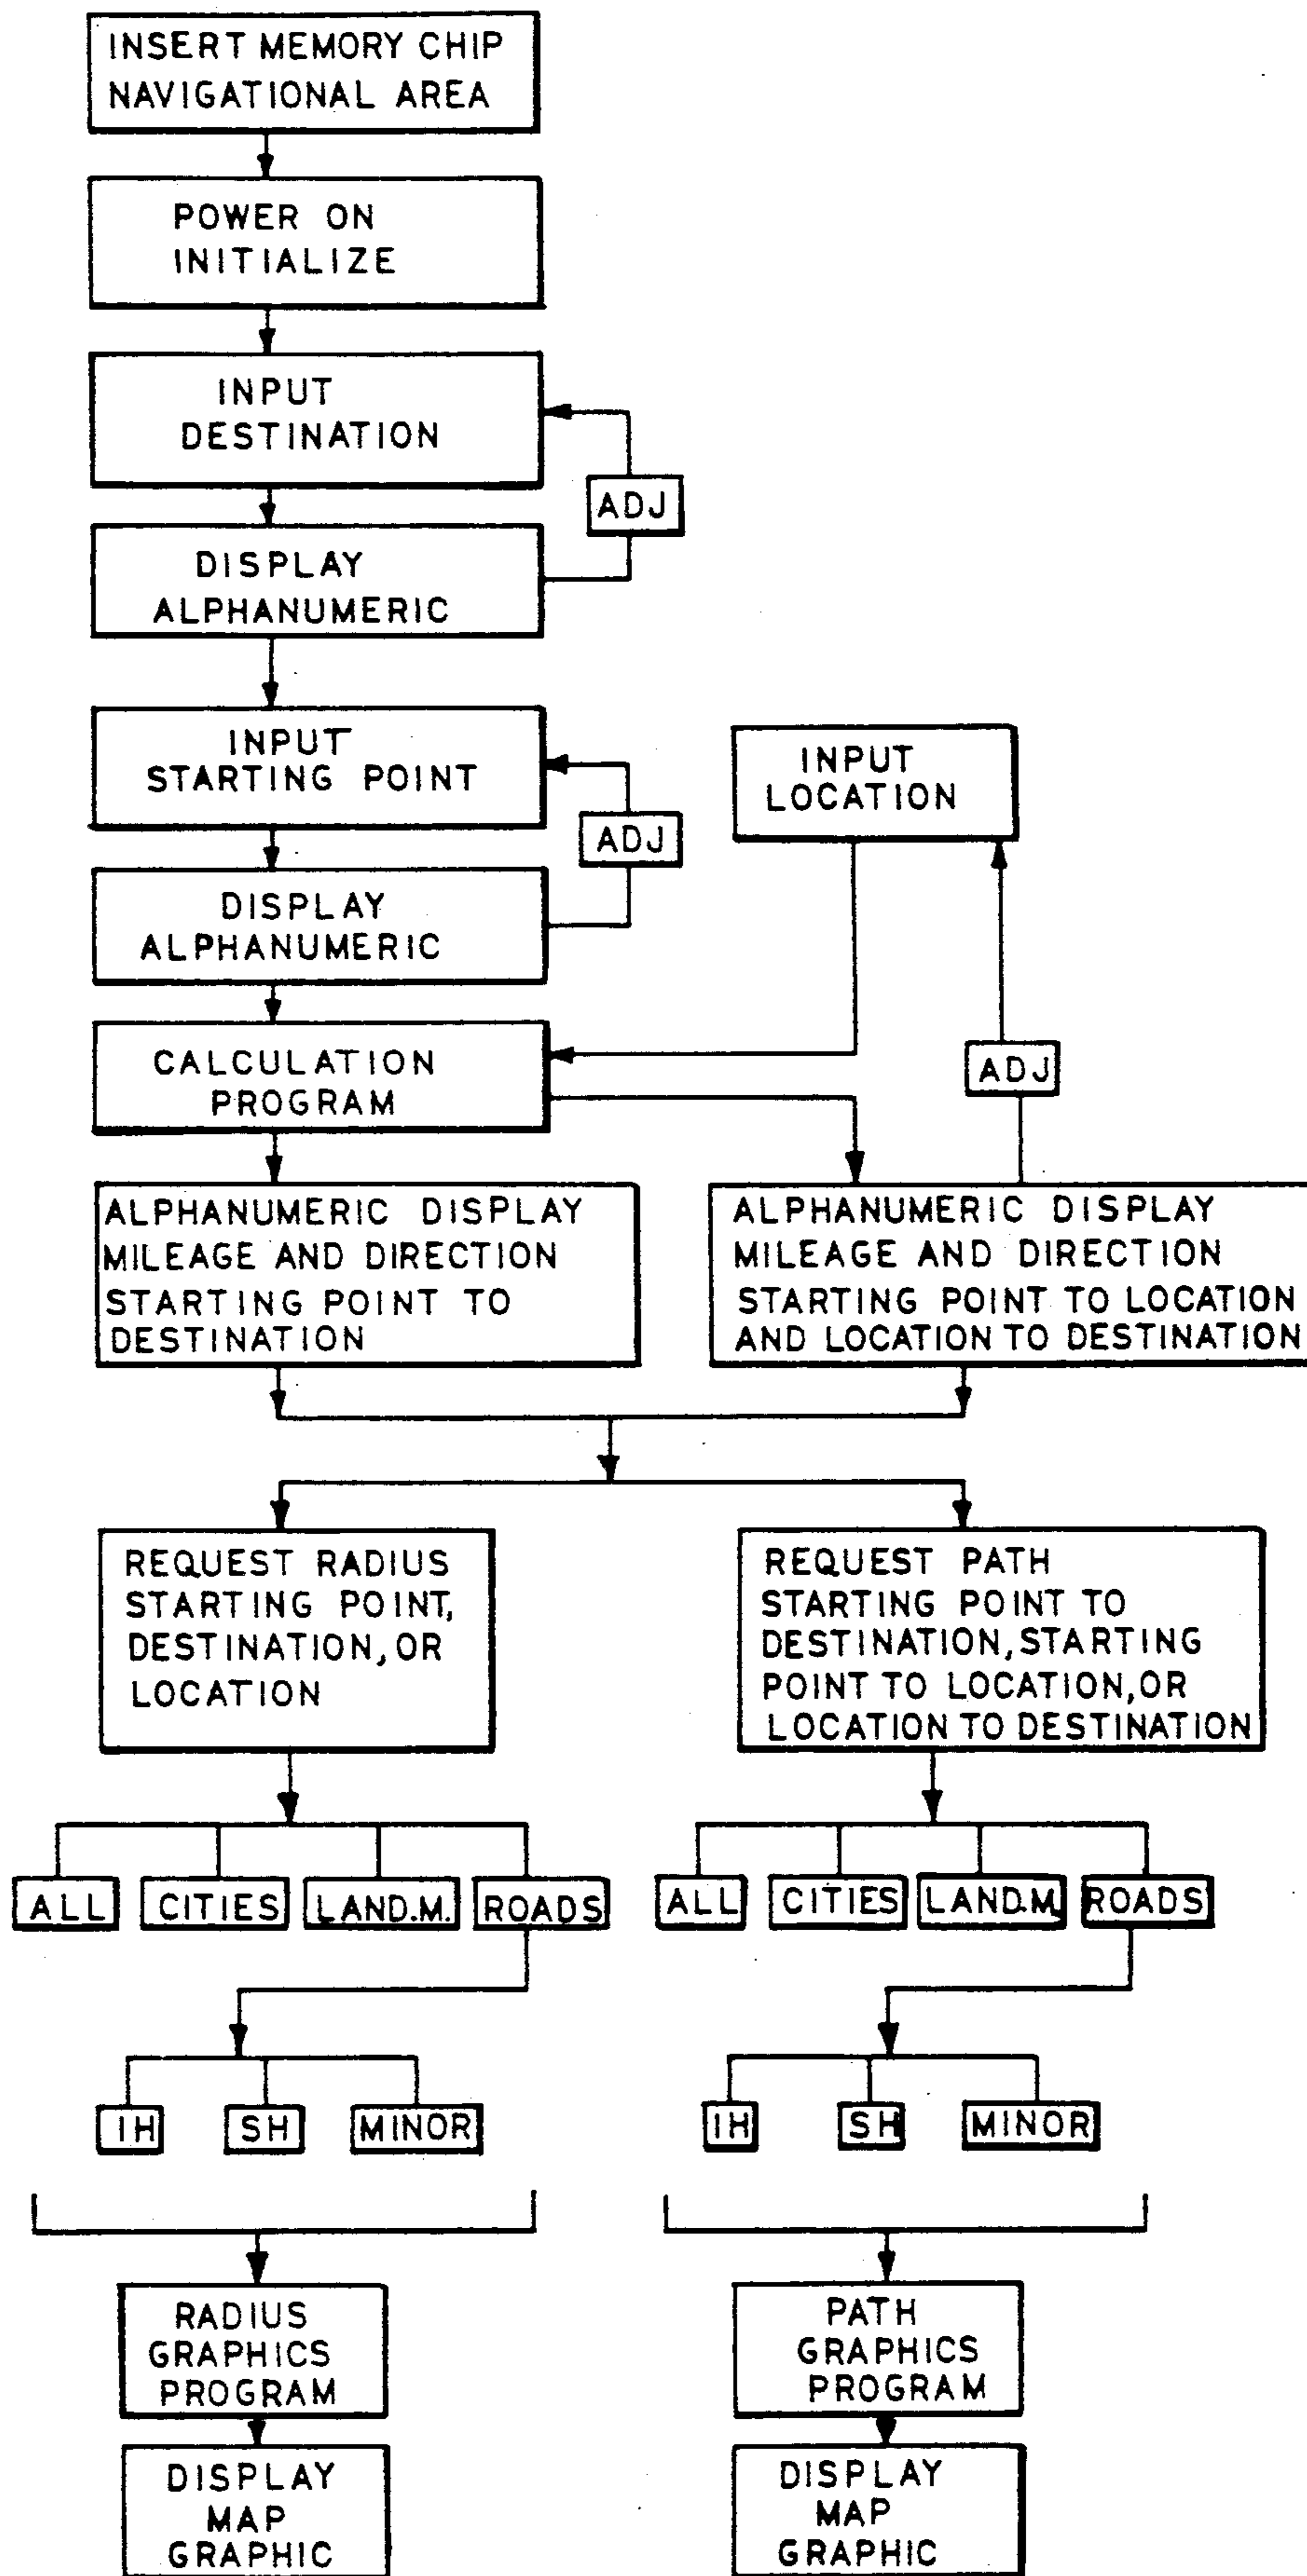 INSERT MEMORY CHIP
NAVIGATIONAL AREA
POWER ON
INITIALIZE
INPUT
DESTINATION
ADJ
DISPLAY
ALPHANUMERIC
INPUT
STARTING POINT
INPUT
LOCATION
ADJ
DISPLAY
ALPHANUMERIC
CALCULATION
PROGRAM
ADJ
ALPHANUMERIC DISPLAY
MILEAGE AND DIRECTION
STARTING POINT TO
DESTINATION
ALPHANUMERIC DISPLAY
MILEAGE AND DIRECTION
STARTING POINT TO LOCATION
AND LOCATION TO DESTINATION
REQUEST RADIUS
STARTING POINT,
DESTINATION, OR
LOCATION
REQUEST PATH
STARTING POINT TO
DESTINATION, STARTING
POINT TO LOCATION, OR
LOCATION TO DESTINATION
ALL
CITIES
LAND.M.
ROADS
ALL
CITIES
LAND.M.
ROADS
IH
SH
MINOR
IH
SH
MINOR
RADIUS
GRAPHICS
PROGRAM
PATH
GRAPHICS
PROGRAM
DISPLAY
MAP
GRAPHIC
DISPLAY
MAP
GRAPHIC